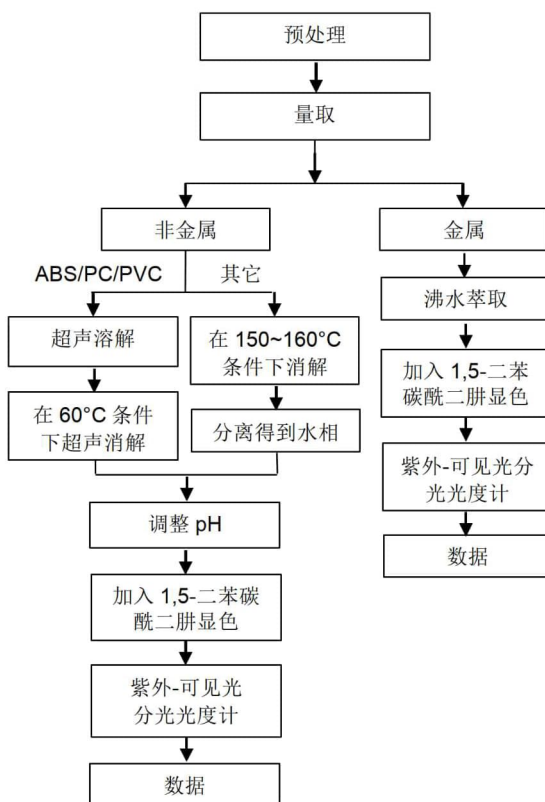 预处理
量取
非金属
金属
ABS/PC/PVC
其它
沸水萃取
超声溶解
在 150~160°C
条件下消解
加入 1,5-二苯
碳酰二肼显色
在 60°C 条件
下超声消解
分离得到水相
紫外-可见光分
光光度计
调整 pH
数据
加入 1,5-二苯碳
酰二肼显色
紫外-可见光
分光光度计
数据